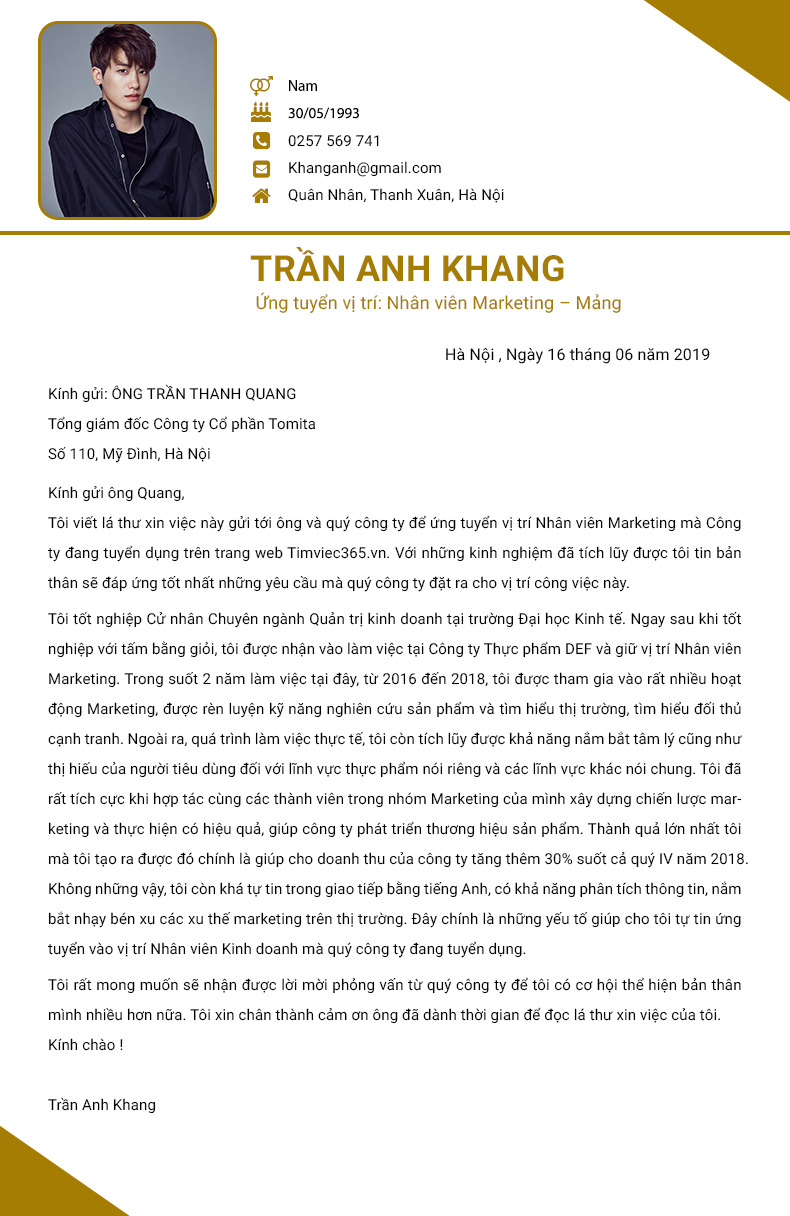 Nam
30/05/1993
0257 569 741
Khanganh@gmail.com
Quân Nhân, Thanh Xuân, Hà Nội
TRẦN ANH KHANG
Ứng tuyển vị trí: Nhân viên Marketing – Mảng
Hà Nội , Ngày 16 tháng 06 năm 2019
Kính gửi: ÔNG TRẦN THANH QUANG
Tổng giám đốc Công ty Cổ phần Tomita
Số 110, Mỹ Đình, Hà Nội
Kính gửi ông Quang,
Tôi viết lá thư xin việc này gửi tới ông và quý công ty để ứng tuyển vị trí Nhân viên Marketing mà Công
ty đang tuyển dụng trên trang web Timviec365.vn. Với những kinh nghiệm đã tích lũy được tôi tin bản
thân sẽ đáp ứng tốt nhất những yêu cầu mà quý công ty đặt ra cho vị trí công việc này.
Tôi tốt nghiệp Cử nhân Chuyên ngành Quản trị kinh doanh tại trường Đại học Kinh tế. Ngay sau khi tốt
nghiệp với tấm bằng giỏi, tôi được nhận vào làm việc tại Công ty Thực phẩm DEF và giữ vị trí Nhân viên
Marketing. Trong suốt 2 năm làm việc tại đây, từ 2016 đến 2018, tôi được tham gia vào rất nhiều hoạt
động Marketing, được rèn luyện kỹ năng nghiên cứu sản phẩm và tìm hiểu thị trường, tìm hiểu đối thủ
cạnh tranh. Ngoài ra, quá trình làm việc thực tế, tôi còn tích lũy được khả năng nắm bắt tâm lý cũng như
thị hiếu của người tiêu dùng đối với lĩnh vực thực phẩm nói riêng và các lĩnh vực khác nói chung. Tôi đã
rất tích cực khi hợp tác cùng các thành viên trong nhóm Marketing của mình xây dựng chiến lược mar-
keting và thực hiện có hiệu quả, giúp công ty phát triển thương hiệu sản phẩm. Thành quả lớn nhất tôi
mà tôi tạo ra được đó chính là giúp cho doanh thu của công ty tăng thêm 30% suốt cả quý IV năm 2018.
Không những vậy, tôi còn khá tự tin trong giao tiếp bằng tiếng Anh, có khả năng phân tích thông tin, nắm
bắt nhạy bén xu các xu thế marketing trên thị trường. Đây chính là những yếu tố giúp cho tôi tự tin ứng
tuyển vào vị trí Nhân viên Kinh doanh mà quý công ty đang tuyển dụng.
Tôi rất mong muốn sẽ nhận được lời mời phỏng vấn từ quý công ty để tôi có cơ hội thể hiện bản thân
mình nhiều hơn nữa. Tôi xin chân thành cảm ơn ông đã dành thời gian để đọc lá thư xin việc của tôi.
Kính chào !
Trần Anh Khang